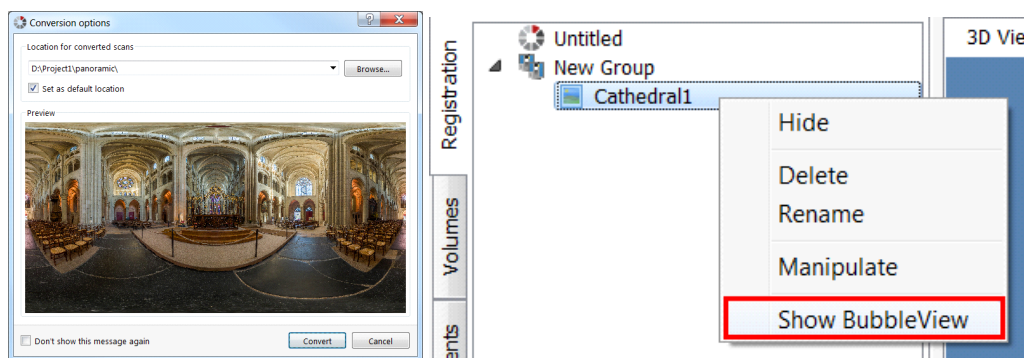 Conversion options
Location for converted scans
D:\Project1\panoramic\
Browse...
Set as default location
Preview
Don't show this message again
Convert
Cancel
Registration
Volumes
Untitled
New Group
Cathedral1
3D Vie
Hide
Delete
Rename
Manipulate
Show BubbleView